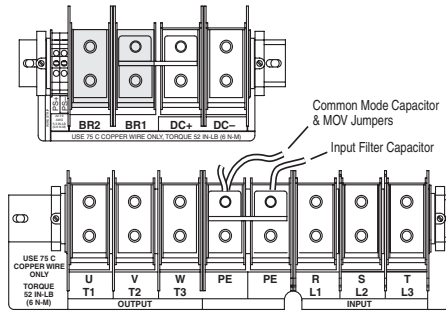 PS+
PS-
BR2 BR1 DC+ DC–
USE 75 C COPPER WIRE ONLY, TORQUE 52 IN-LB (6 N-M)
Common Mode Capacitor
& MOV Jumpers
Input Filter Capacitor
USE 75 C
COPPER WIRE
ONLY
TORQUE
52 IN-LB
(6 N-M)
U V W PE PE R S T
T1 T2 T3 L1 L2 L3
OUTPUT INPUT